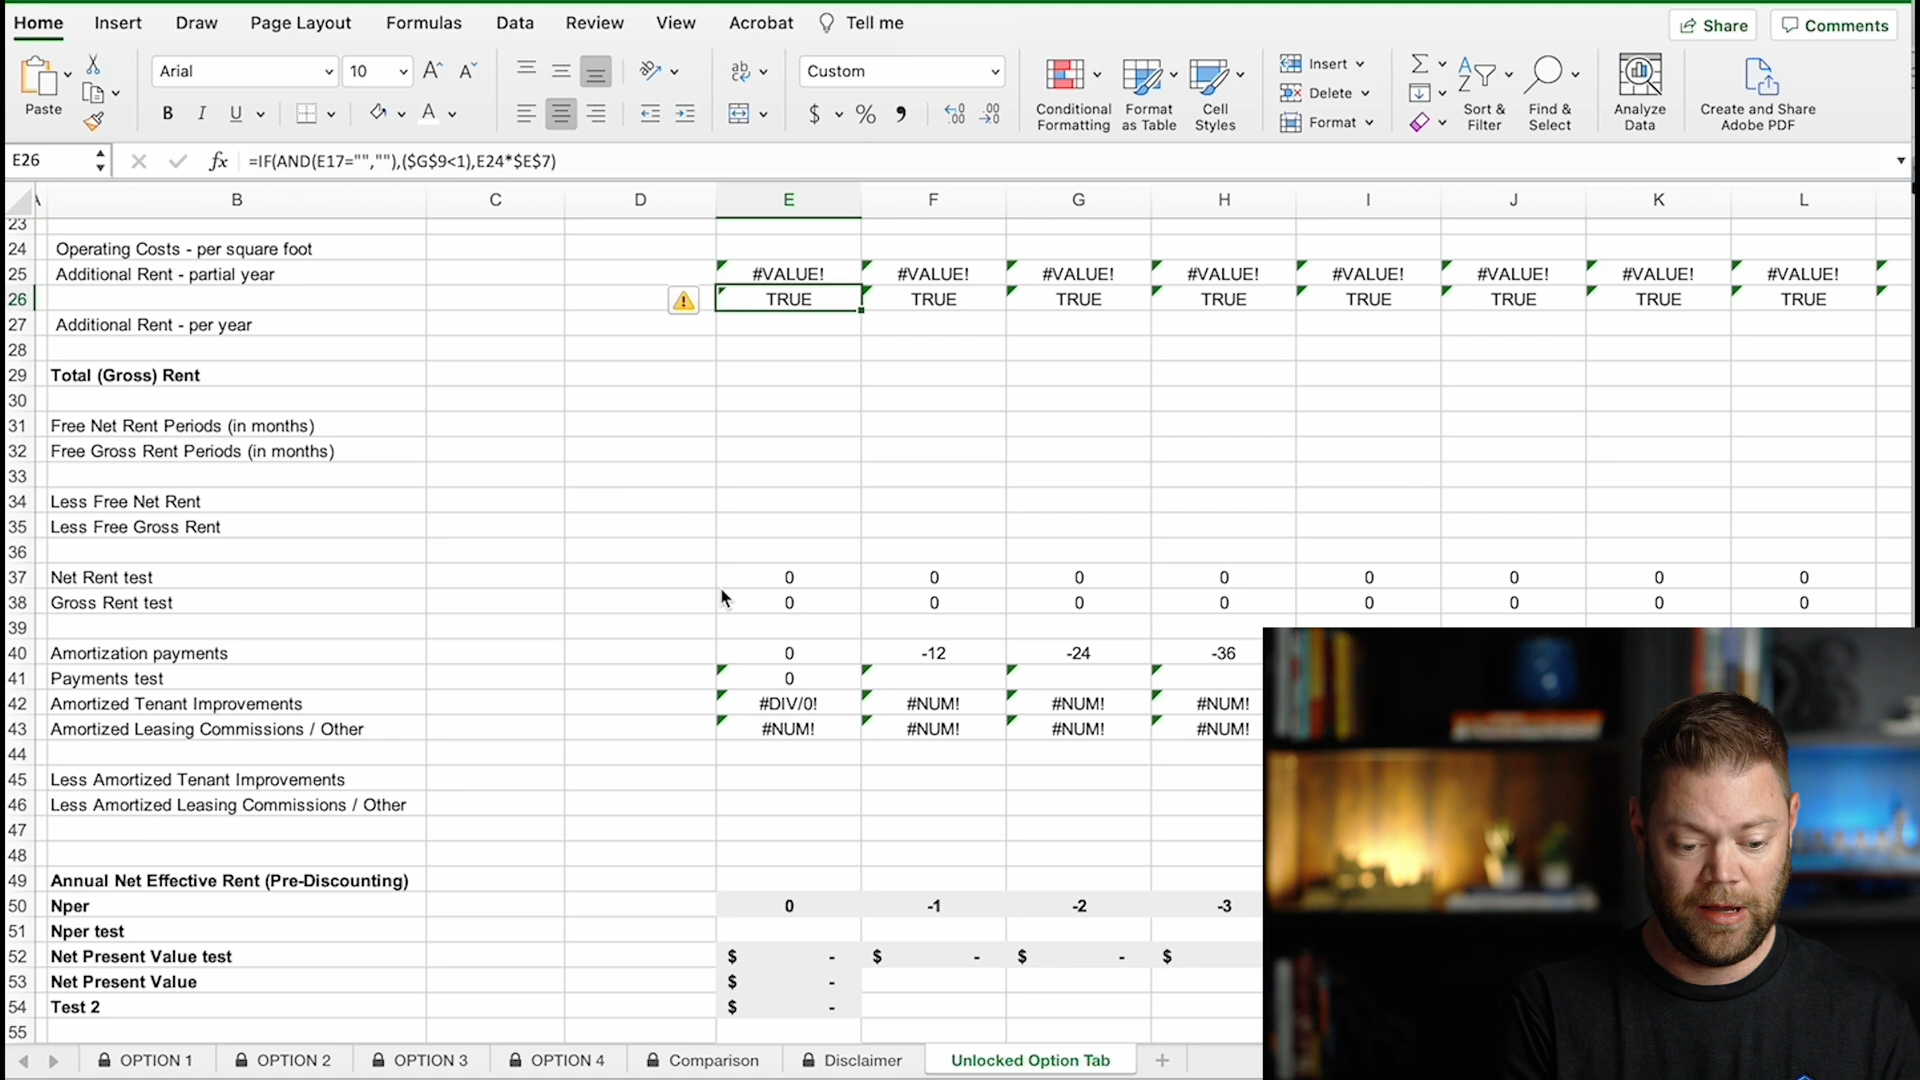 Home Insert Draw Page Layout Formulas Data Review View Acrobat Tell me Share Comments
Paste Arial 10 Custom Conditional Formatting Format as Table Cell Styles Insert Delete Format Sort & Filter Find & Select Analyze Data Create and Share Adobe PDF
B I U A $ %
E26 fx =IF(AND(E17="",""),($G$9<1),E24*$E$7)
B C D E F G H I J K L
23
24 Operating Costs - per square foot
25 Additional Rent - partial year #VALUE! #VALUE! #VALUE! #VALUE! #VALUE! #VALUE! #VALUE! #VALUE!
26 TRUE TRUE TRUE TRUE TRUE TRUE TRUE TRUE
27 Additional Rent - per year
28
29 Total (Gross) Rent
30
31 Free Net Rent Periods (in months)
32 Free Gross Rent Periods (in months)
33
34 Less Free Net Rent
35 Less Free Gross Rent
36
37 Net Rent test 0 0 0 0 0 0 0 0
38 Gross Rent test 0 0 0 0 0 0 0 0
39
40 Amortization payments 0 -12 -24 -36
41 Payments test 0
42 Amortized Tenant Improvements #DIV/0! #NUM! #NUM! #NUM!
43 Amortized Leasing Commissions / Other #NUM! #NUM! #NUM! #NUM!
44
45 Less Amortized Tenant Improvements
46 Less Amortized Leasing Commissions / Other
47
48
49 Annual Net Effective Rent (Pre-Discounting)
50 Nper 0 -1 -2 -3
51 Nper test
52 Net Present Value test $ - $ - $ - $
53 Net Present Value $ -
54 Test 2 $ -
55
OPTION 1 OPTION 2 OPTION 3 OPTION 4 Comparison Disclaimer Unlocked Option Tab